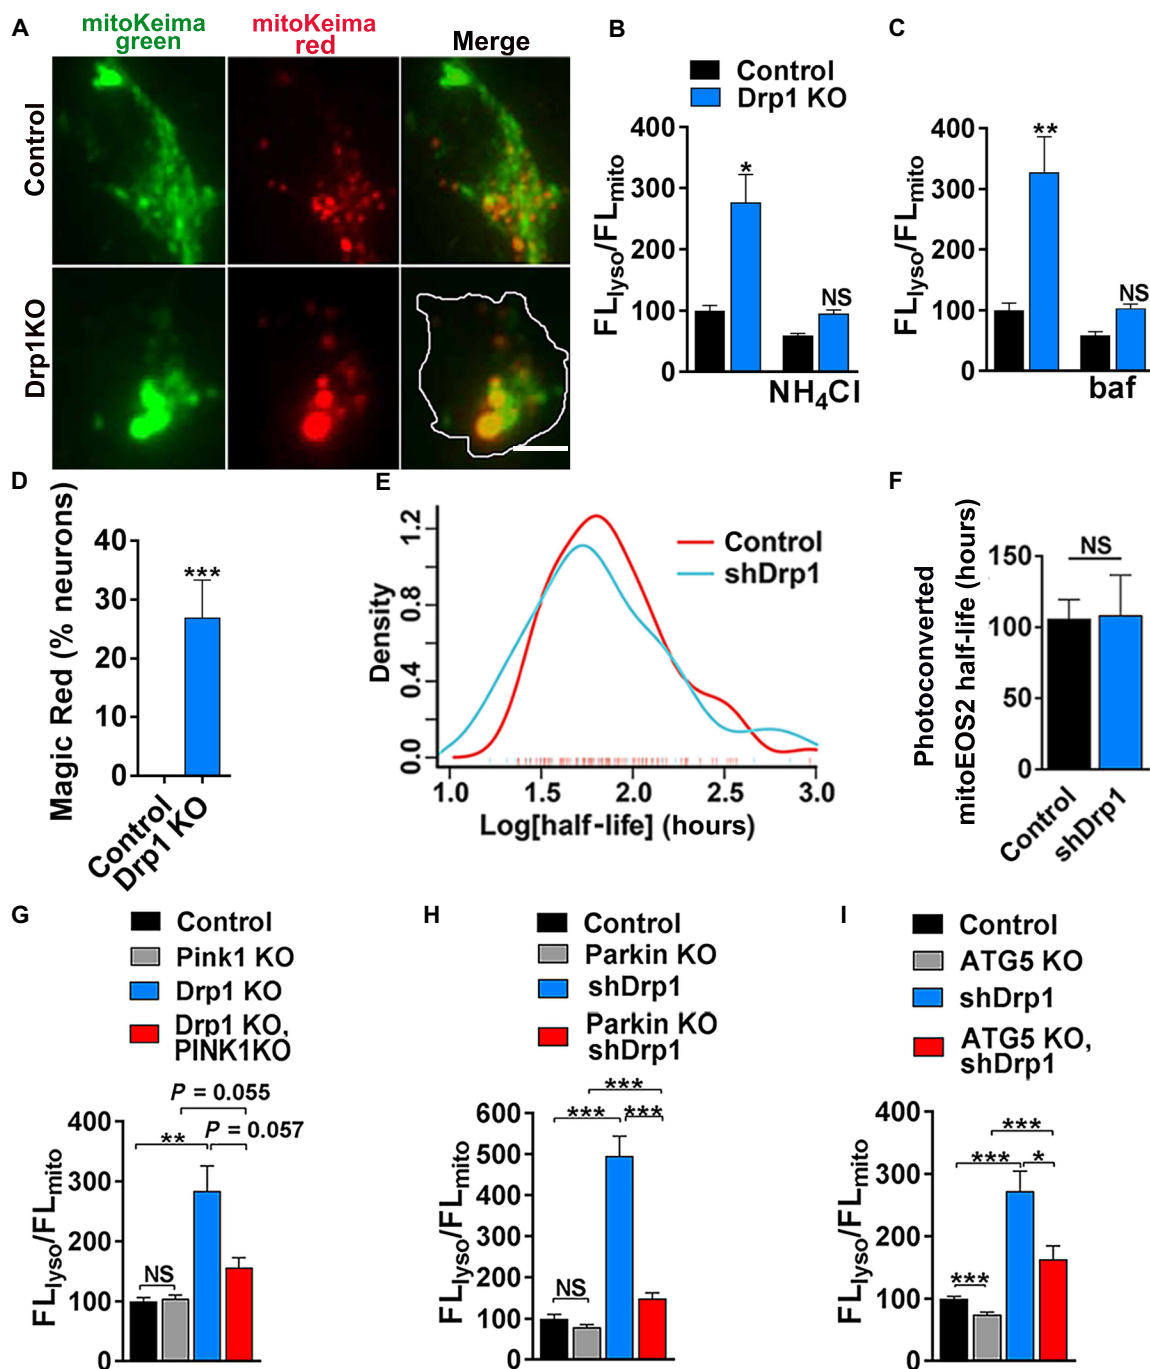 A
mitoKeima
green
mitoKeima
red
Merge
Control
Drp1KO
B
Control
Drp1 KO
FLlyso/FLmito
400
300
200
100
0
*
NS
NH4Cl
C
FLlyso/FLmito
400
300
200
100
0
**
NS
baf
D
Magic Red (% neurons)
40
30
20
10
0
***
Control
Drp1 KO
E
Density
1.2
0.8
0.4
0.0
Control
shDrp1
1.0 1.5 2.0 2.5 3.0
Log[half-life] (hours)
F
Photoconverted
mitoEOS2 half-life (hours)
150
100
50
0
NS
Control
shDrp1
G
Control
Pink1 KO
Drp1 KO
Drp1 KO,
PINK1KO
P = 0.055
P = 0.057
**
NS
FLlyso/FLmito
400
300
200
100
0
H
Control
Parkin KO
shDrp1
Parkin KO
shDrp1
***
*** ***
NS
FLlyso/FLmito
600
500
400
300
200
100
0
I
Control
ATG5 KO
shDrp1
ATG5 KO,
shDrp1
***
*** *
***
FLlyso/FLmito
400
300
200
100
0